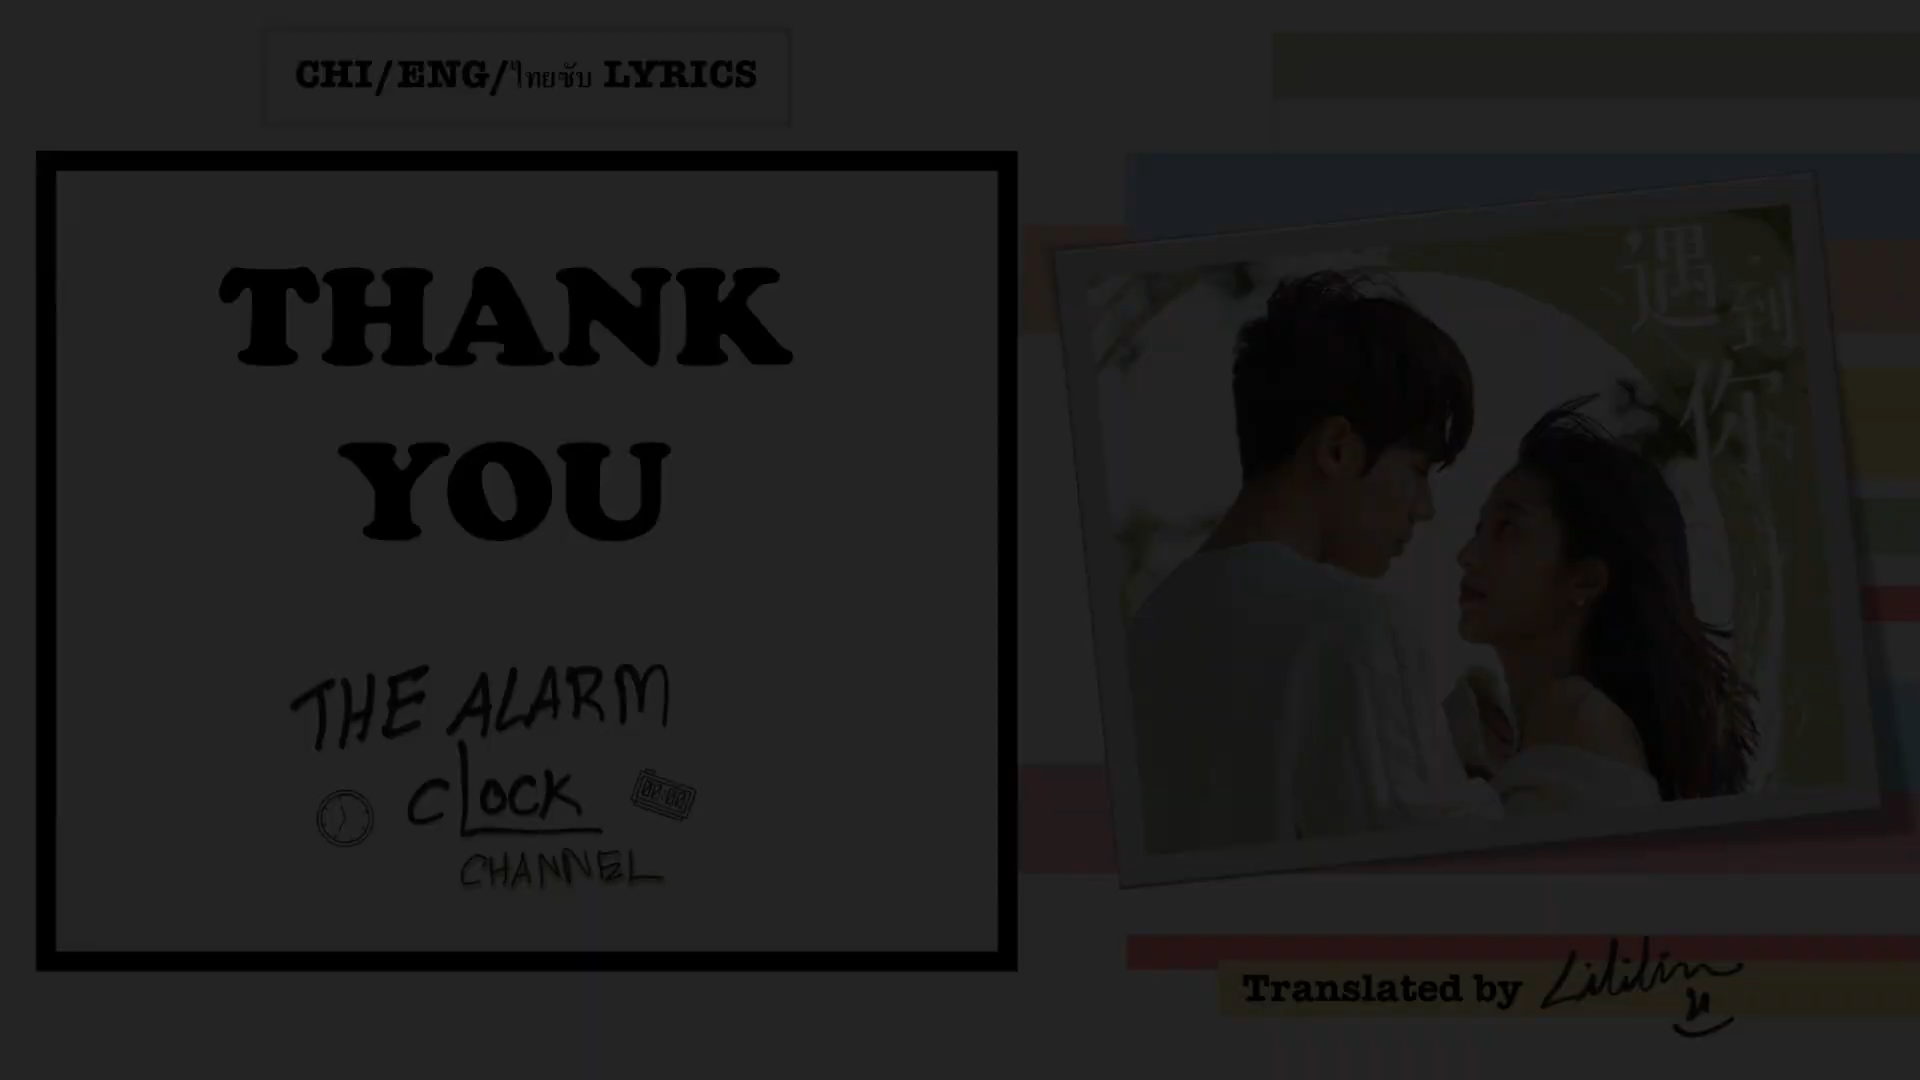 CHI/ENG/ไทยซับ LYRICS
THANK
YOU
THE ALARM
CLOCK
CHANNEL
遇到
你
Translated by Lililin